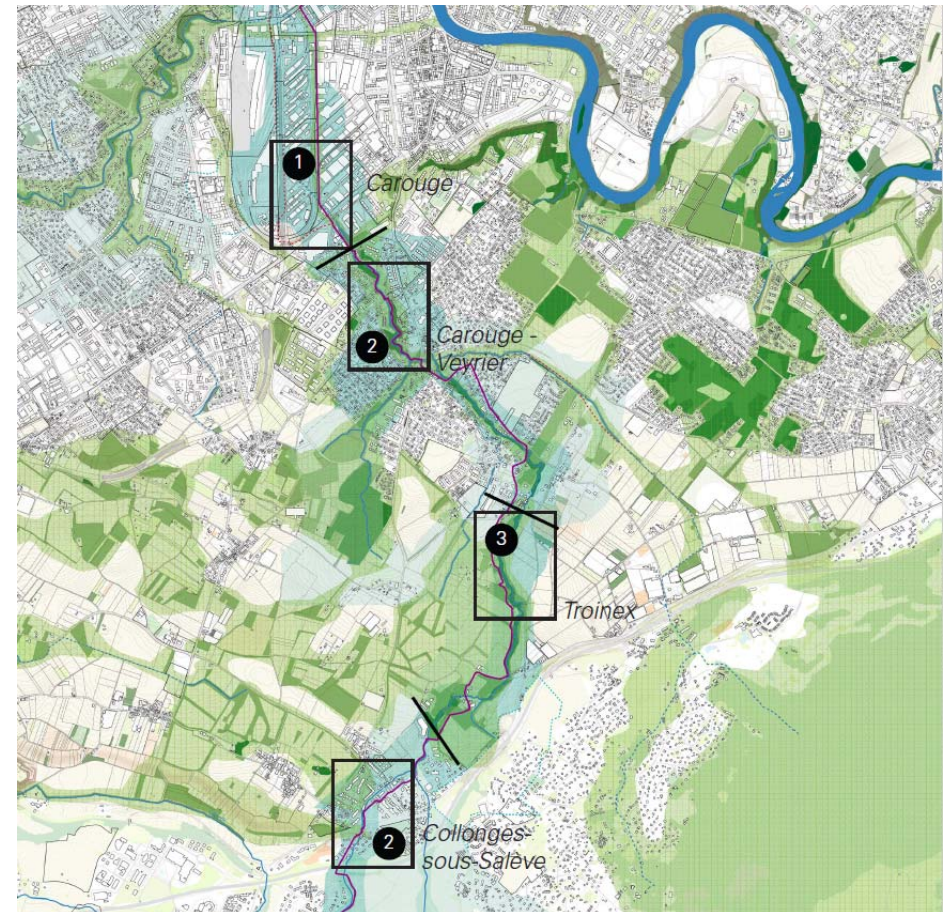 1
Carouge
2
Carouge -
Veyrier
3
Troinex
2
Collonges-
sous-Salève